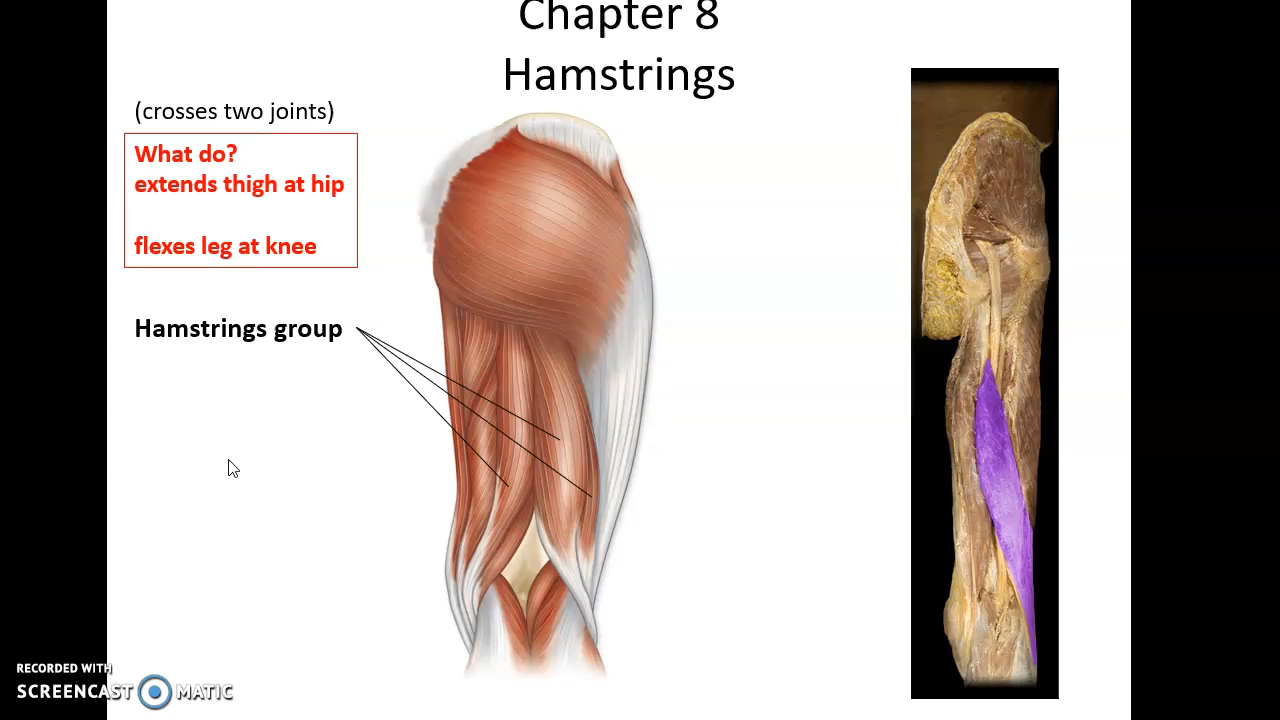 Chapter 8
Hamstrings
(crosses two joints)
What do?
extends thigh at hip
flexes leg at knee
Hamstrings group
RECORDED WITH
SCREENCAST MATIC